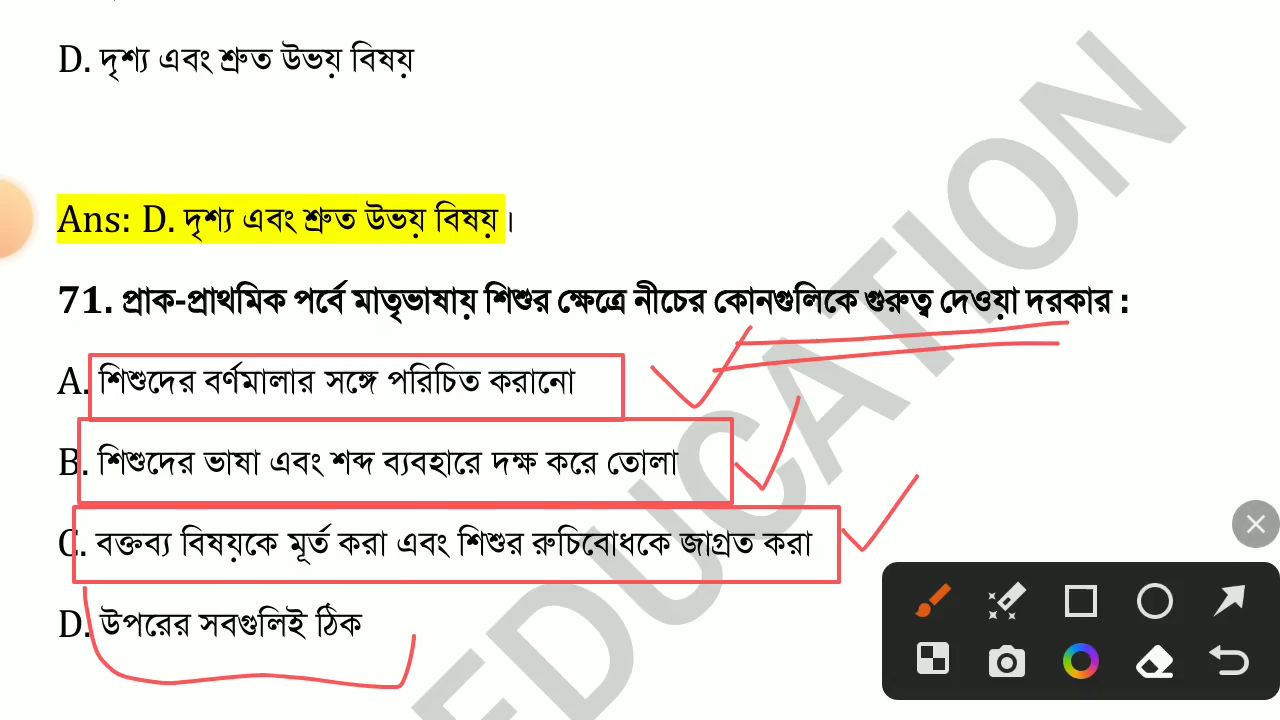 D. দৃশ্য এবং শ্রুত উভয় বিষয়
Ans: D. দৃশ্য এবং শ্রুত উভয় বিষয়।
71. প্রাক-প্রাথমিক পর্বে মাতৃভাষায় শিশুর ক্ষেত্রে নীচের কোনগুলিকে গুরুত্ব দেওয়া দরকার :
A. শিশুদের বর্ণমালার সঙ্গে পরিচিত করানো
B. শিশুদের ভাষা এবং শব্দ ব্যবহারে দক্ষ করে তোলা
C. বক্তব্য বিষয়কে মূর্ত করা এবং শিশুর রুচিবোধকে জাগ্রত করা
D. উপরের সবগুলিই ঠিক
EDUCATION